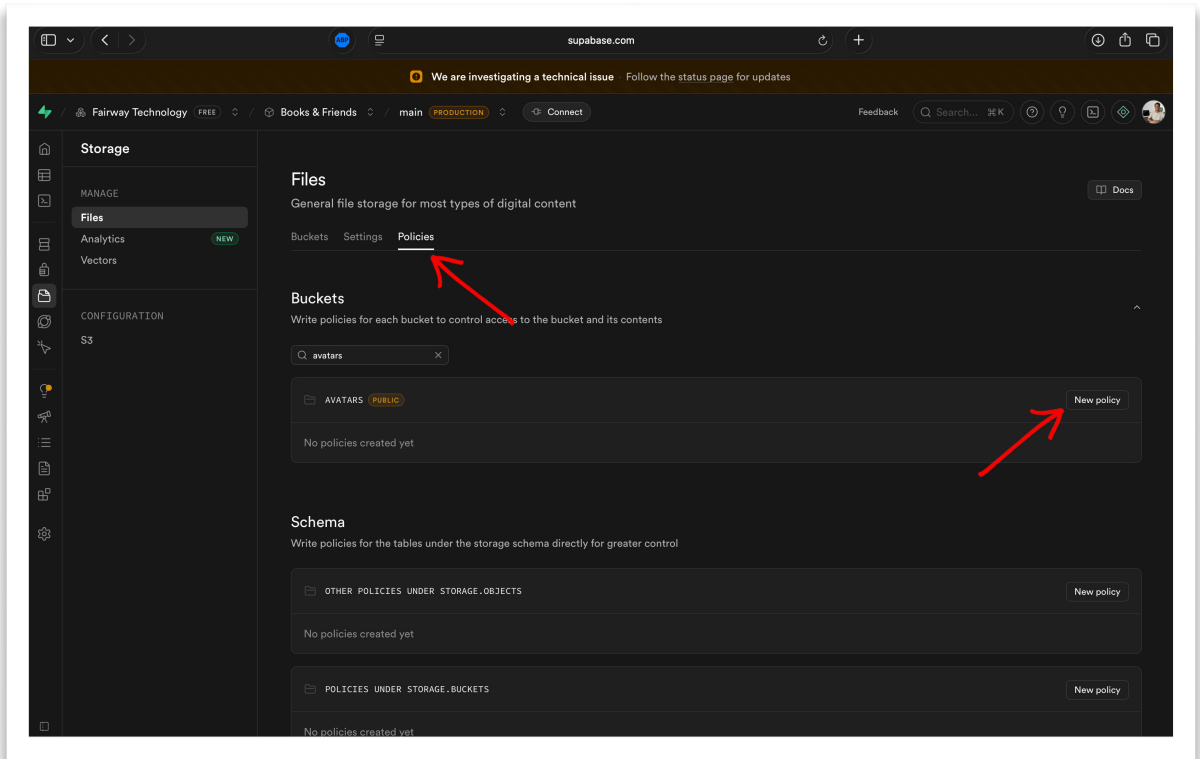 ABP
supabase.com
We are investigating a technical issue · Follow the status page for updates
/ Fairway Technology FREE / Books & Friends / main PRODUCTION Connect Feedback Search... ⌘K
Storage
MANAGE
Files
Analytics NEW
Vectors
CONFIGURATION
S3
Files
Docs
General file storage for most types of digital content
Buckets Settings Policies
Buckets
Write policies for each bucket to control access to the bucket and its contents
avatars
AVATARS PUBLIC New policy
No policies created yet
Schema
Write policies for the tables under the storage schema directly for greater control
OTHER POLICIES UNDER STORAGE.OBJECTS New policy
No policies created yet
POLICIES UNDER STORAGE.BUCKETS New policy
No policies created yet